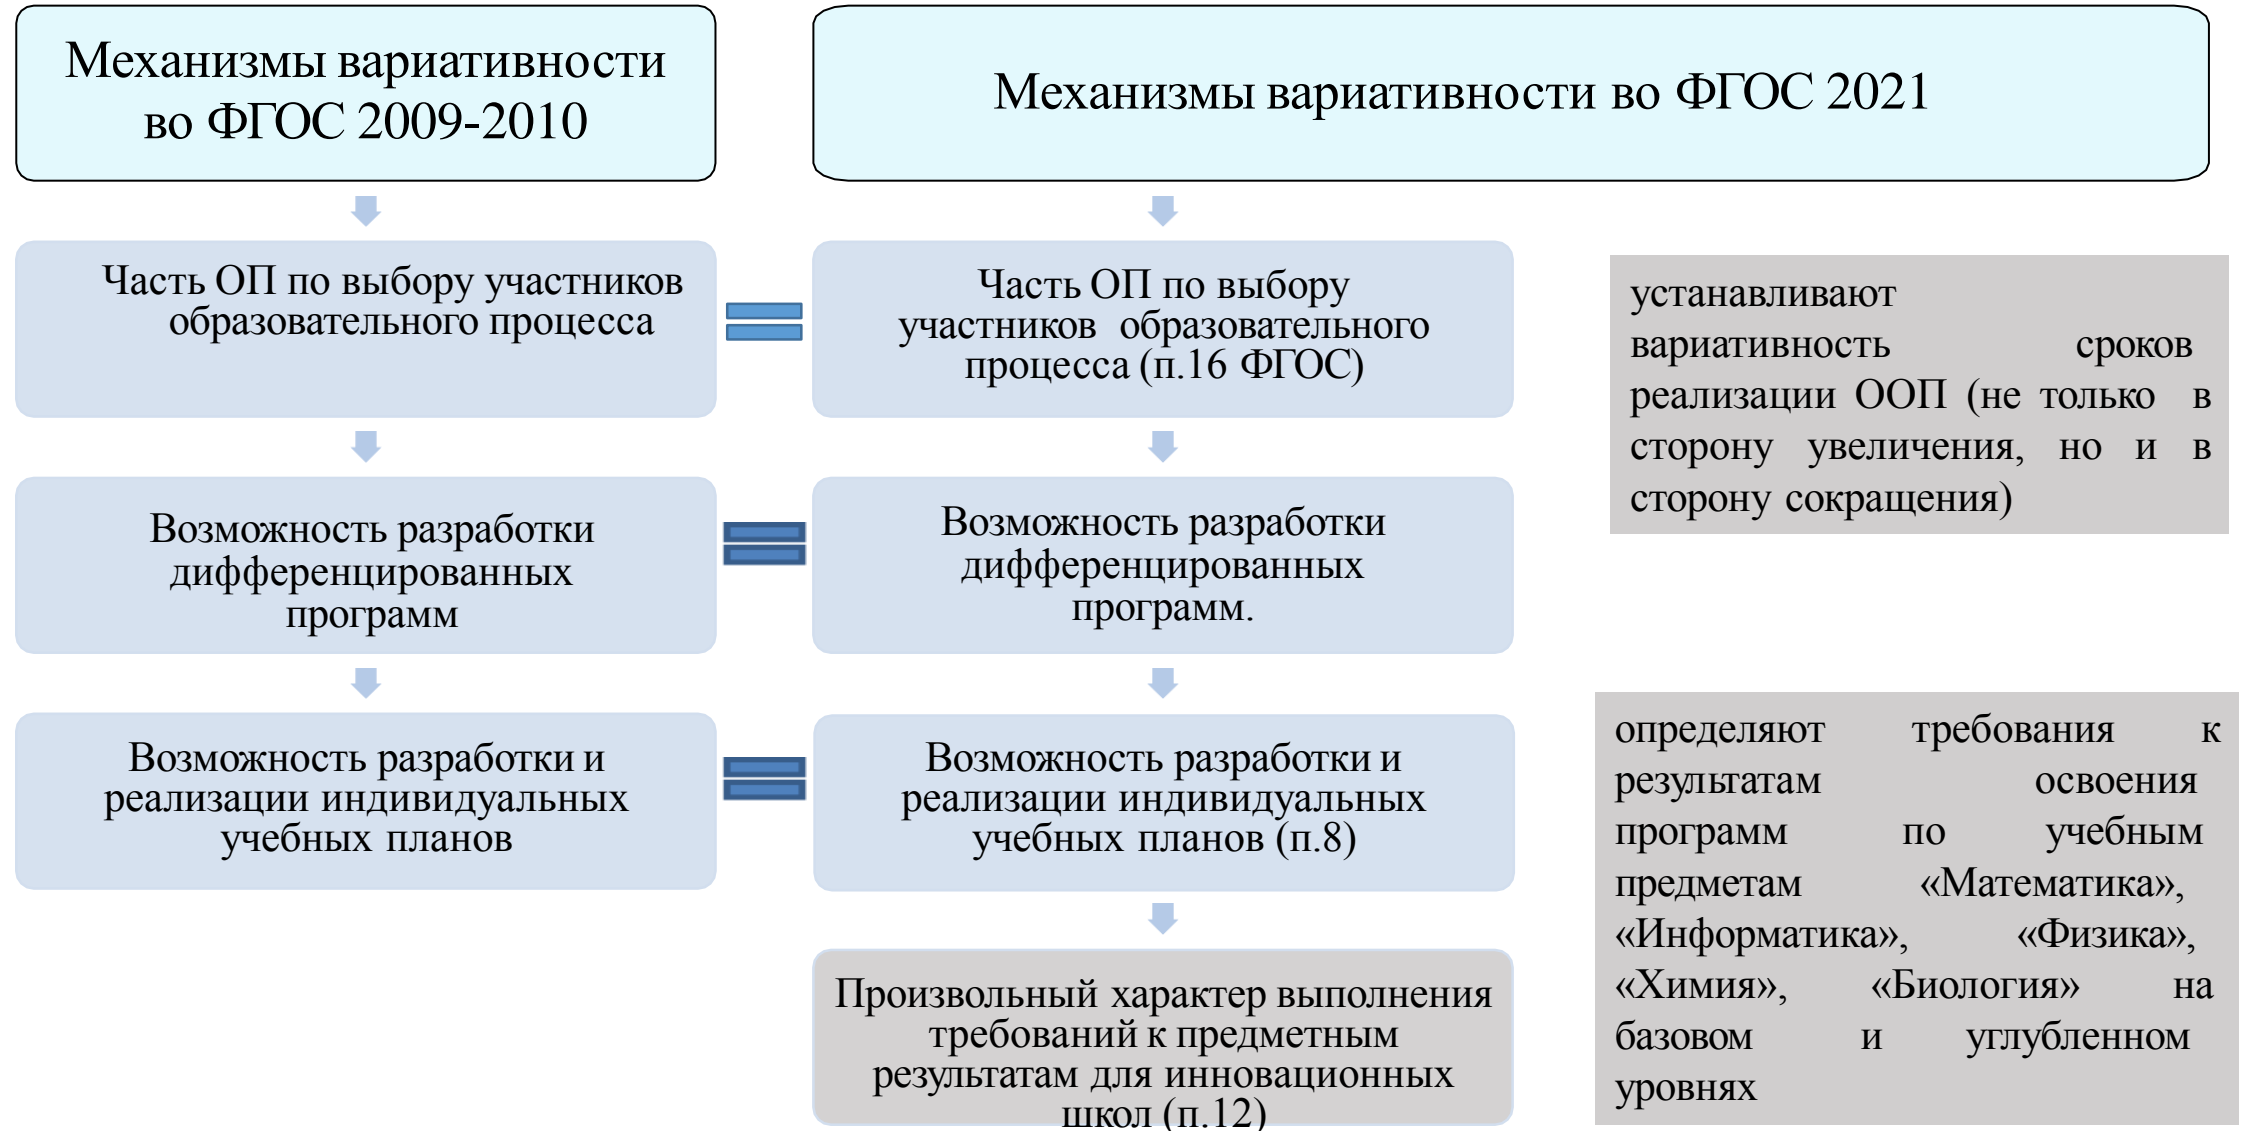 Механизмы вариативности
во ФГОС 2009-2010
Механизмы вариативности во ФГОС 2021
Часть ОП по выбору участников
образовательного процесса
Часть ОП по выбору
участников образовательного
процесса (п.16 ФГОС)
устанавливают
вариативность сроков
реализации ООП (не только в
сторону увеличения, но и в
сторону сокращения)
Возможность разработки
дифференцированных
программ
Возможность разработки
дифференцированных
программ.
Возможность разработки и
реализации индивидуальных
учебных планов
Возможность разработки и
реализации индивидуальных
учебных планов (п.8)
определяют требования к
результатам освоения
программ по учебным
предметам «Математика»,
«Информатика», «Физика»,
«Химия», «Биология» на
базовом и углубленном
уровнях
Произвольный характер выполнения
требований к предметным
результатам для инновационных
школ (п.12)